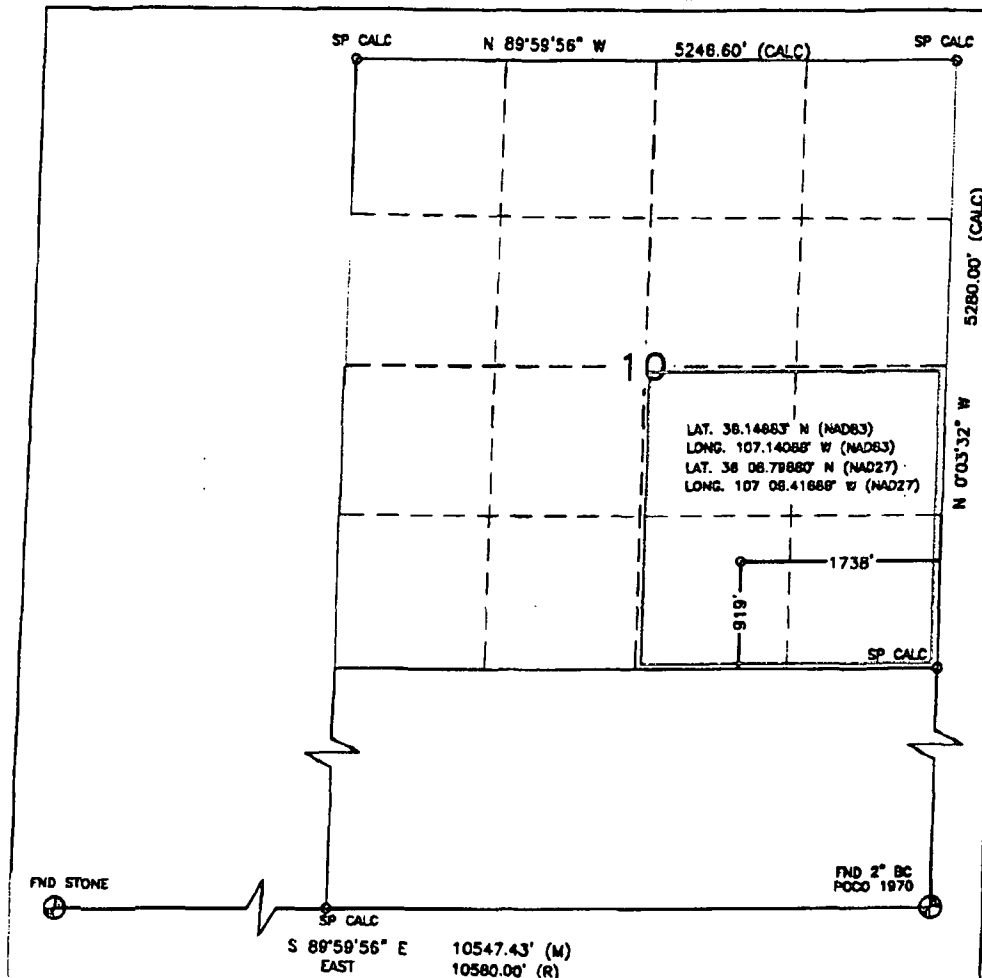 SP CALC
N 89°59'56" W
5246.60' (CALC)
SP CALC
5280.00' (CALC)
N 0°03'32" W
10
LAT. 36.14663° N (NAD83)
LONG. 107.14088° W (NAD83)
LAT. 36 08.79880' N (NAD27)
LONG. 107 08.41688' W (NAD27)
1738'
919'
SP CALC
FND STONE
FND 2" BC
POCO 1970
SP CALC
S 89°59'56" E 10547.43' (M)
EAST 10580.00' (R)